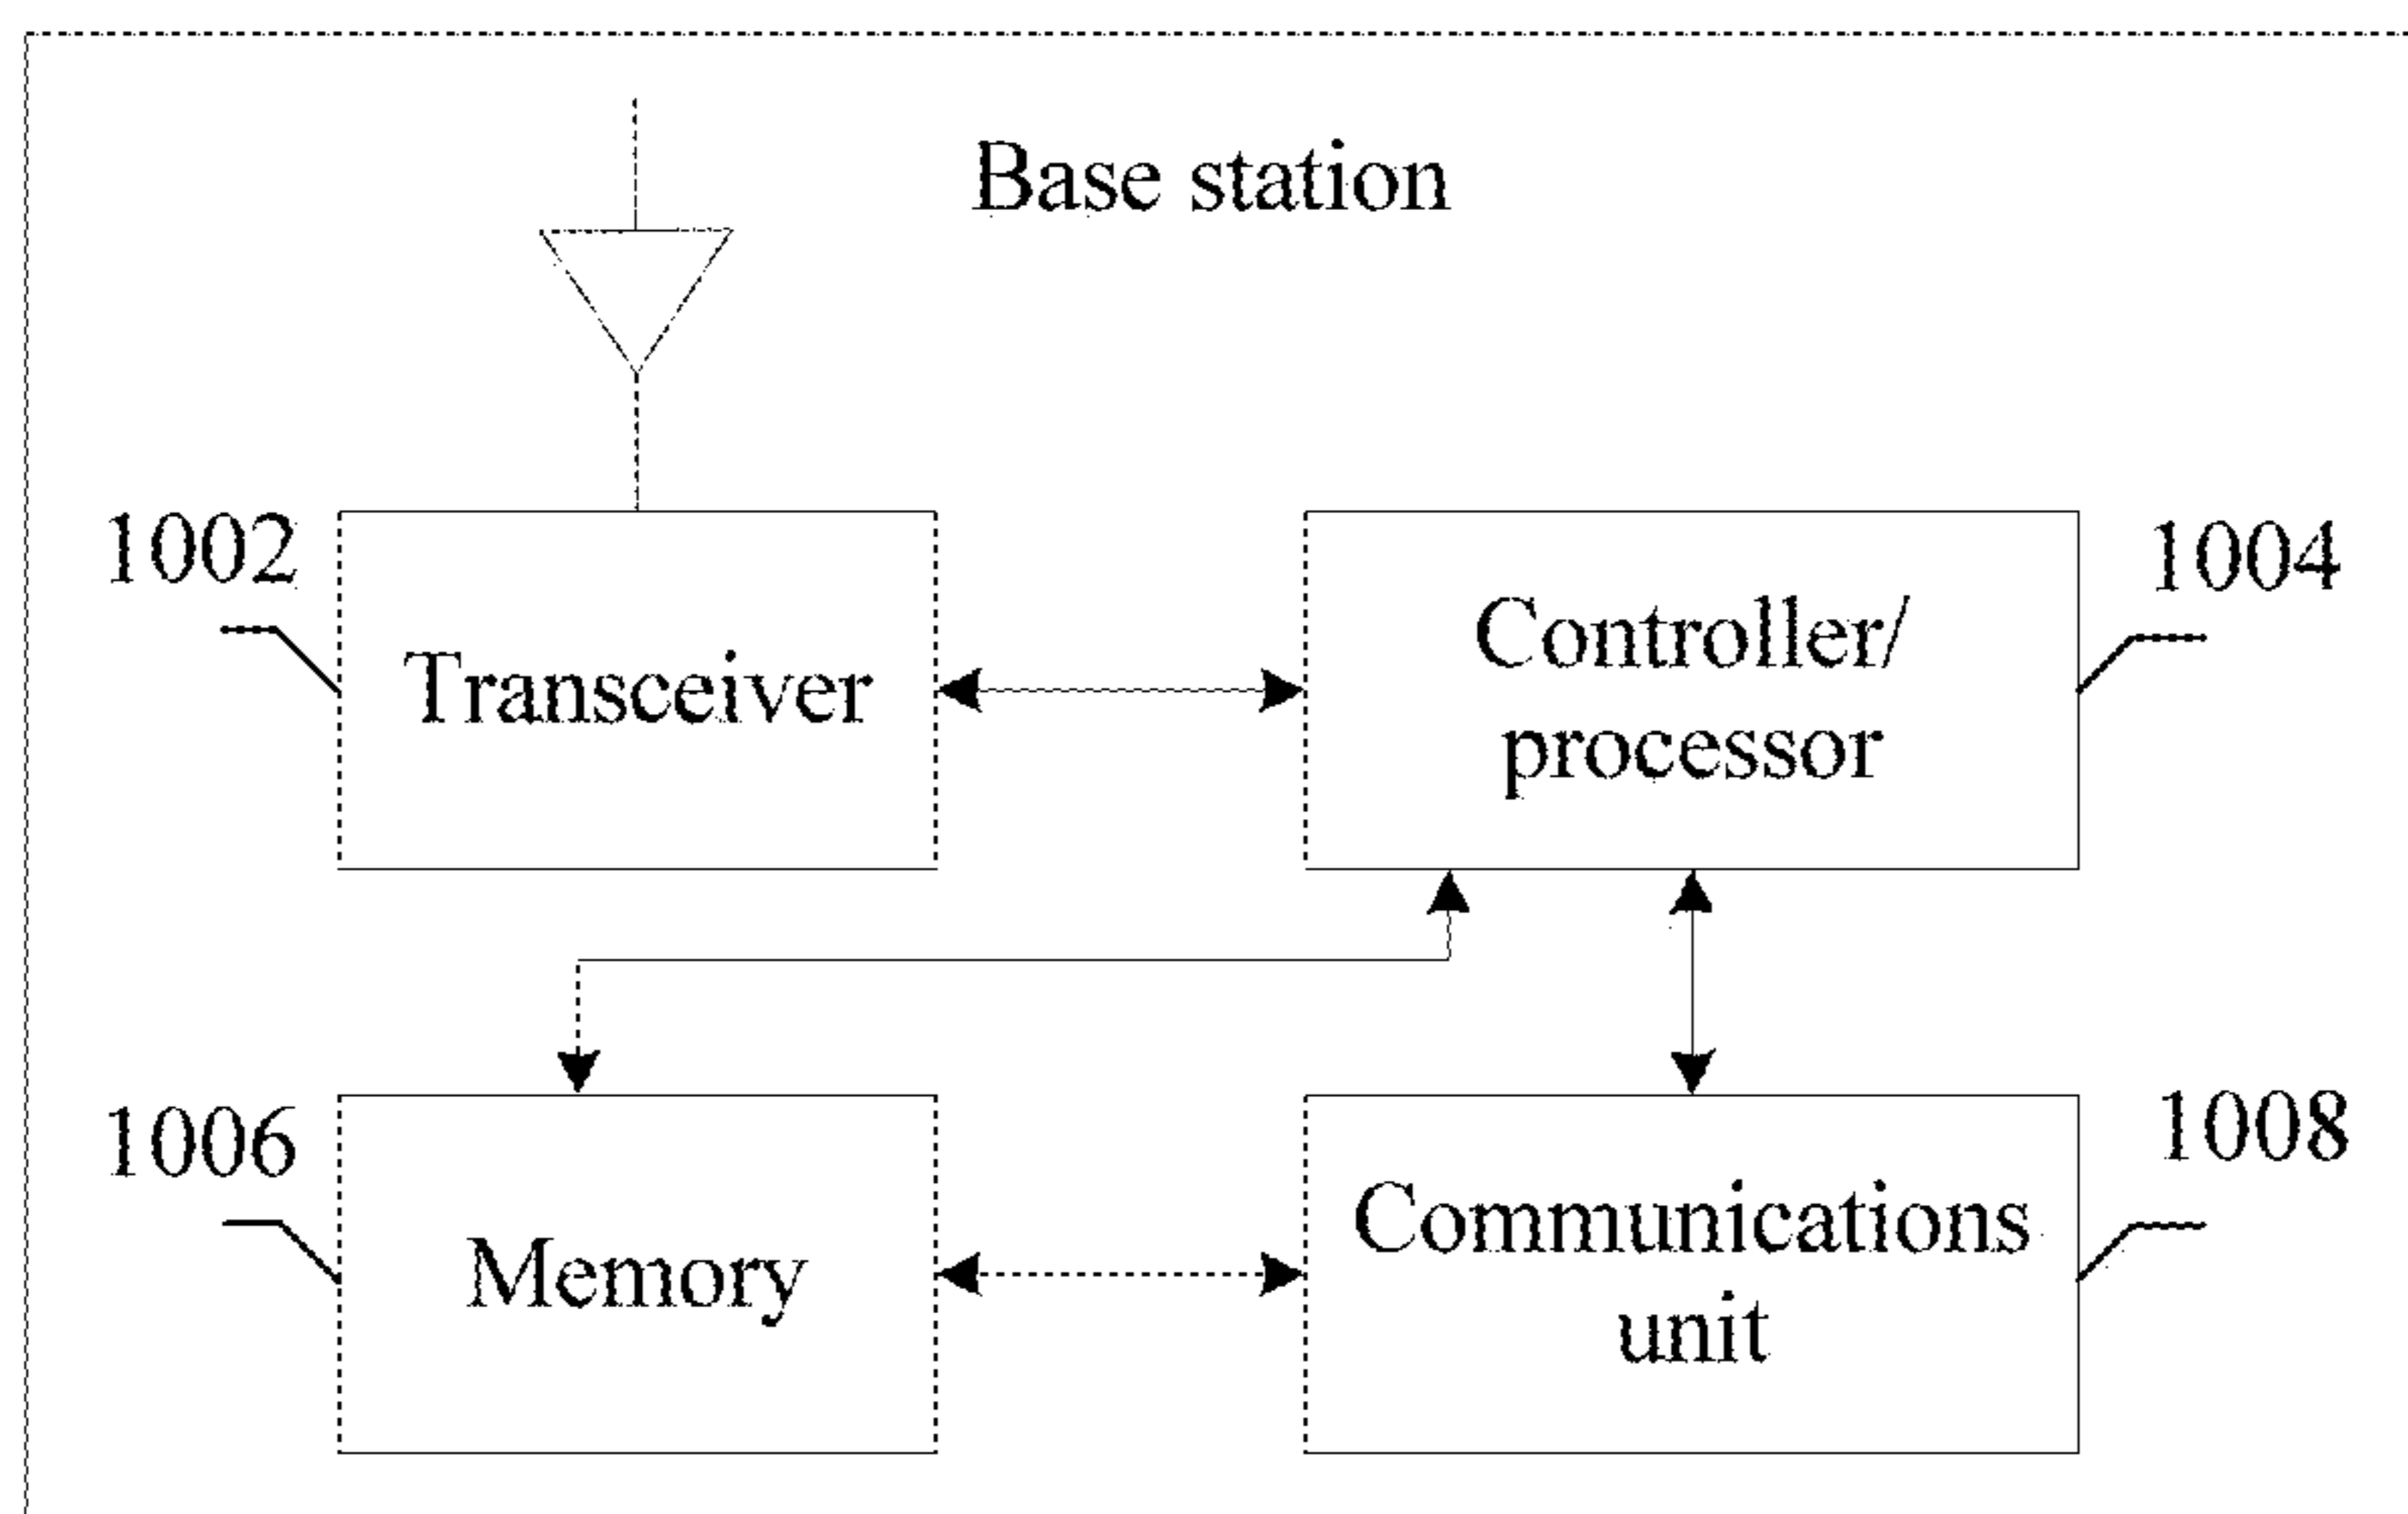 Base station
1002
Transceiver
Controller/
processor
1004
1006
Memory
Communications
unit
1008